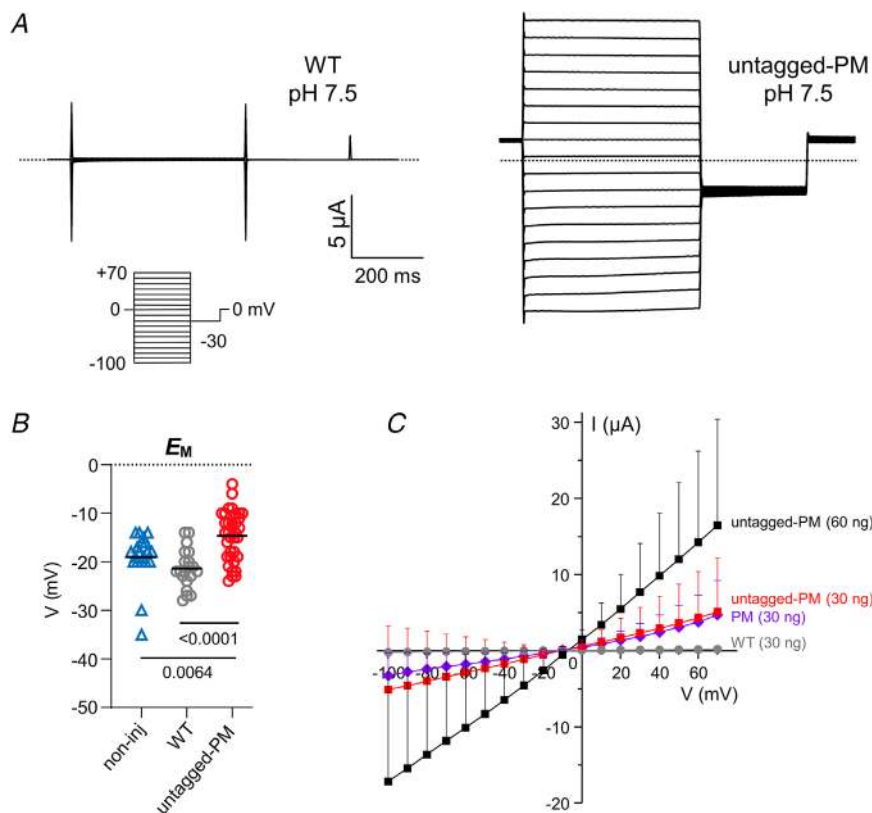 A
WT
pH 7.5
untagged-PM
pH 7.5
5 µA
200 ms
+70
0
0 mV
-30
-100
B
EM
0
-10
-20
-30
-40
-50
V (mV)
<0.0001
0.0064
non-inj
WT
untagged-PM
C
I (µA)
30
20
10
0
-10
-20
-100
-80
-60
-40
-20
20
40
60
V (mV)
untagged-PM (60 ng)
untagged-PM (30 ng)
PM (30 ng)
WT (30 ng)